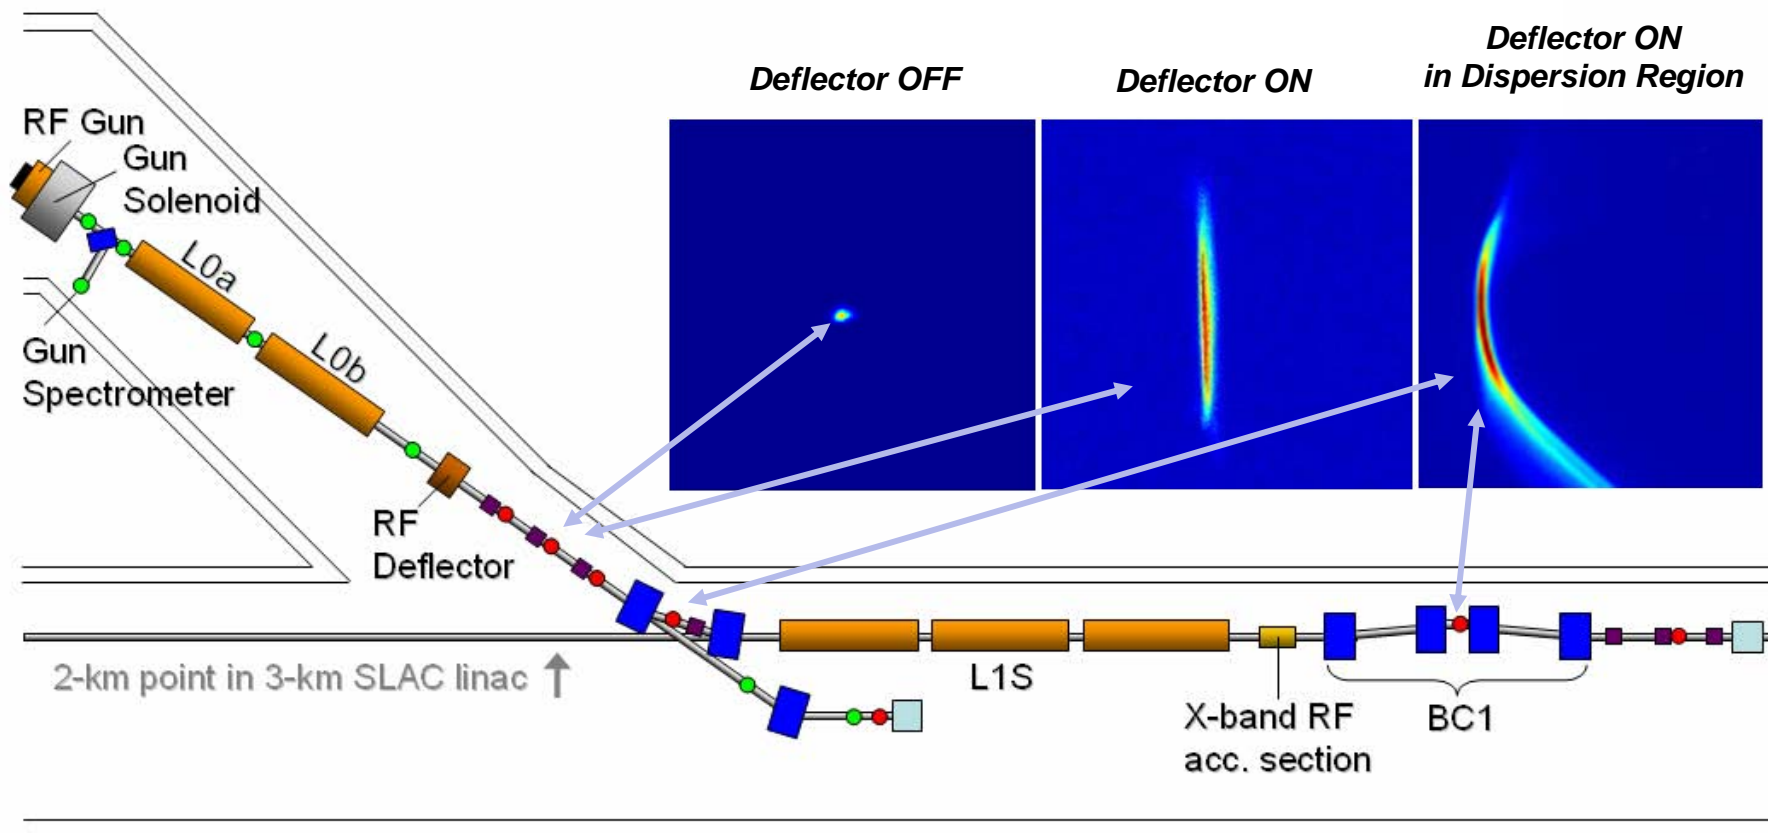 Deflector OFF
Deflector ON
Deflector ON
in Dispersion Region
RF Gun
Gun
Solenoid
L0a
L0b
Gun
Spectrometer
RF
Deflector
2-km point in 3-km SLAC linac
L1S
X-band RF
acc. section
BC1